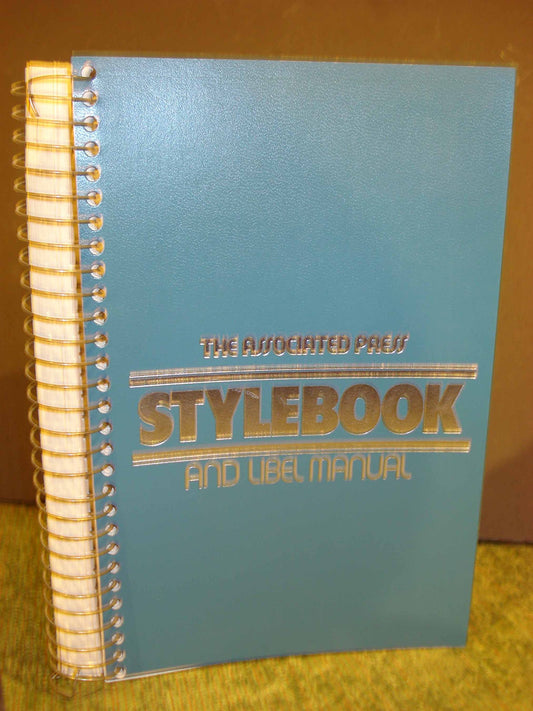 THE ASSOCIATED PRESS
STYLEBOOK
AND LIBEL MANUAL